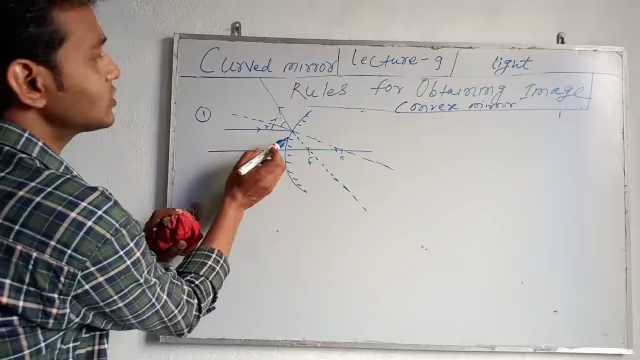 Curved mirror | Lecture-9 | light
Rules for Obtaining Image
Convex mirror
①
i
r
F
C